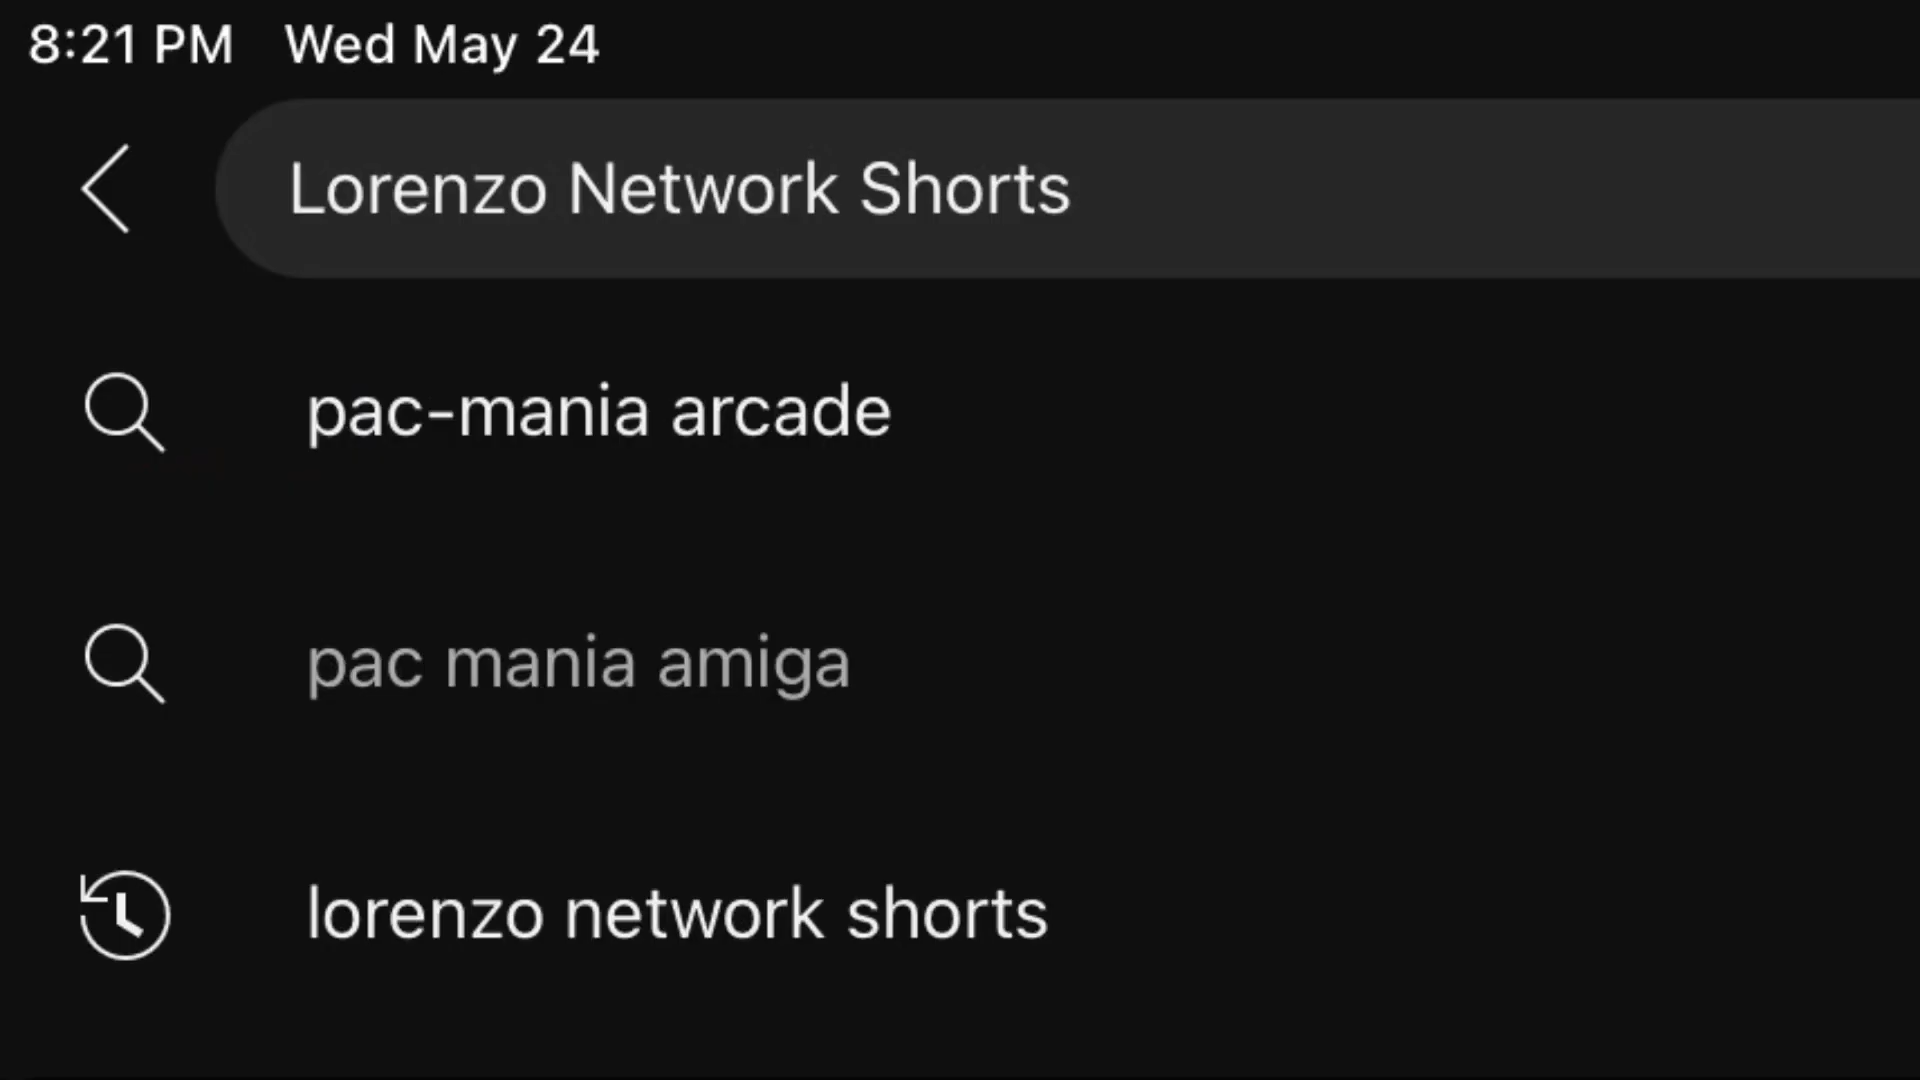 8:21 PM Wed May 24
Lorenzo Network Shorts
pac-mania arcade
pac mania amiga
lorenzo network shorts